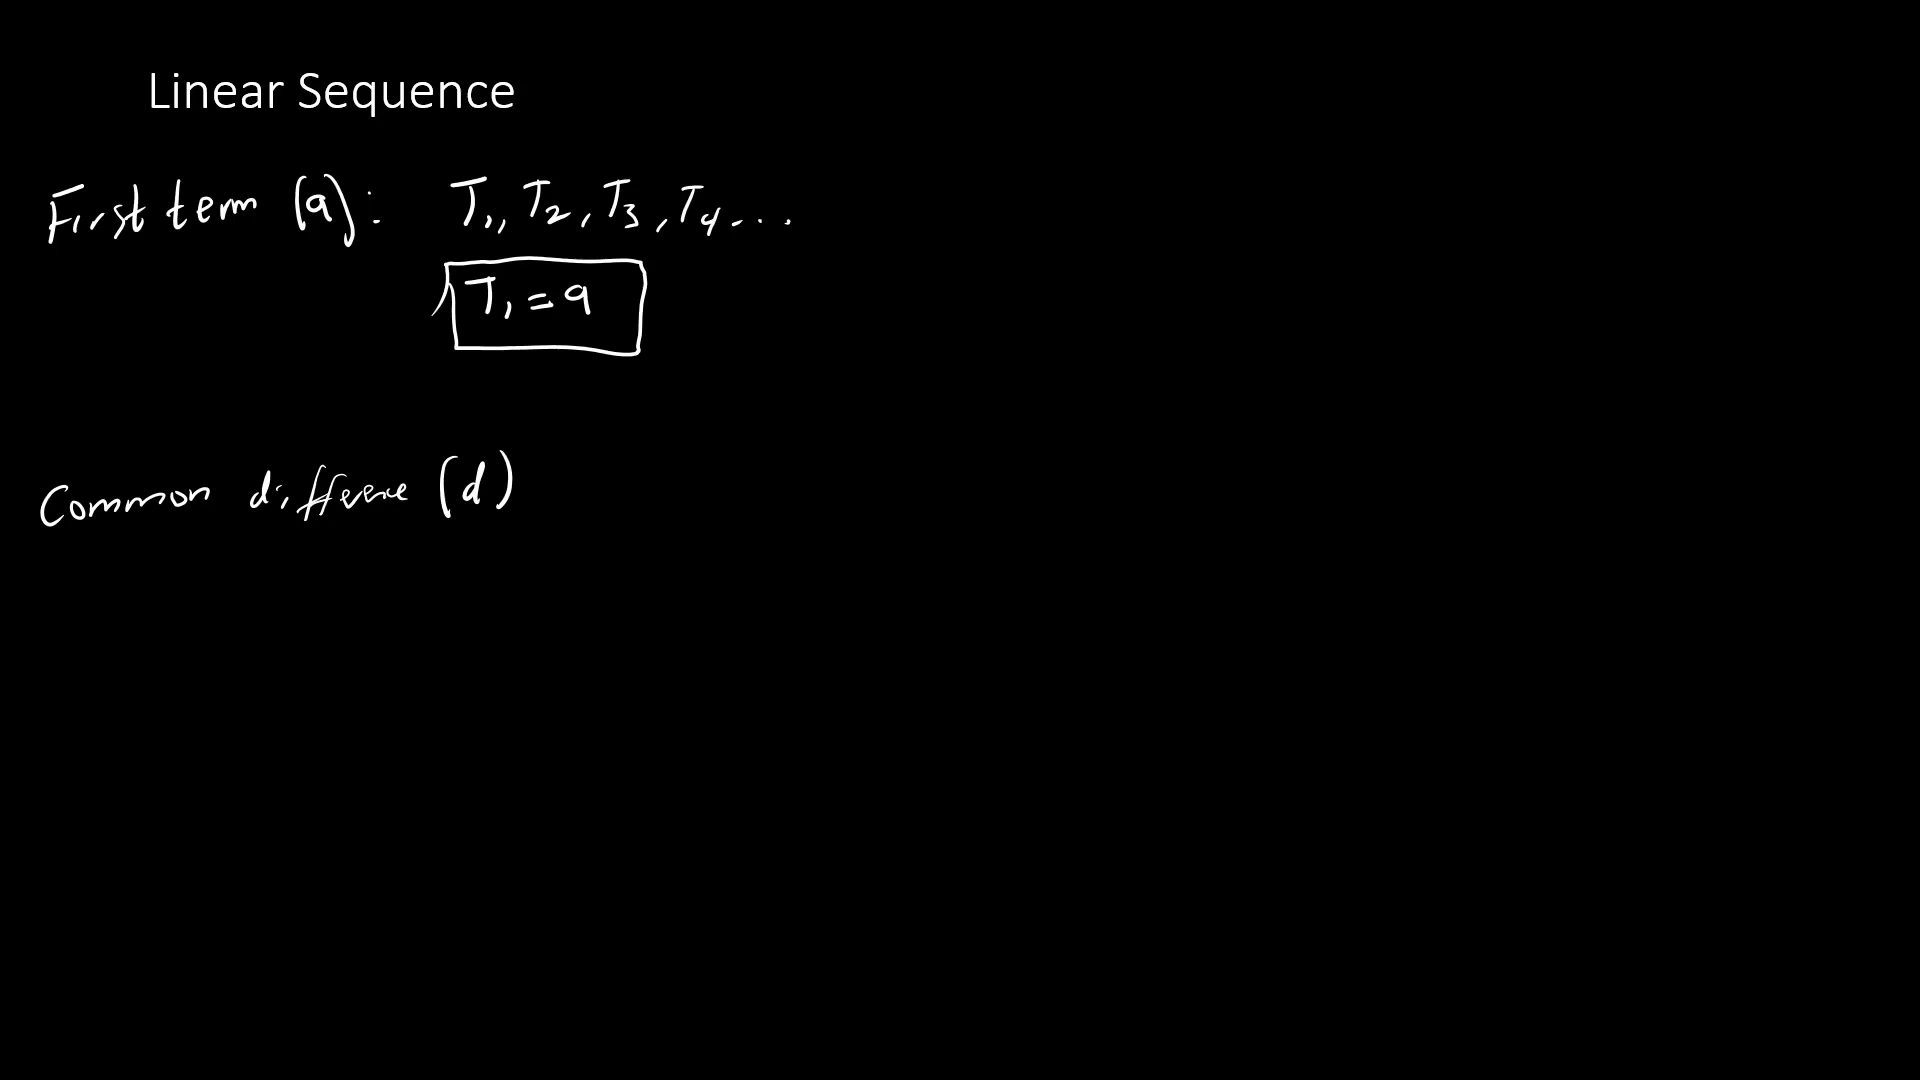 Linear Sequence
First term (a): T₁, T₂, T₃, T₄ ...
T₁ = a
Common difference (d)